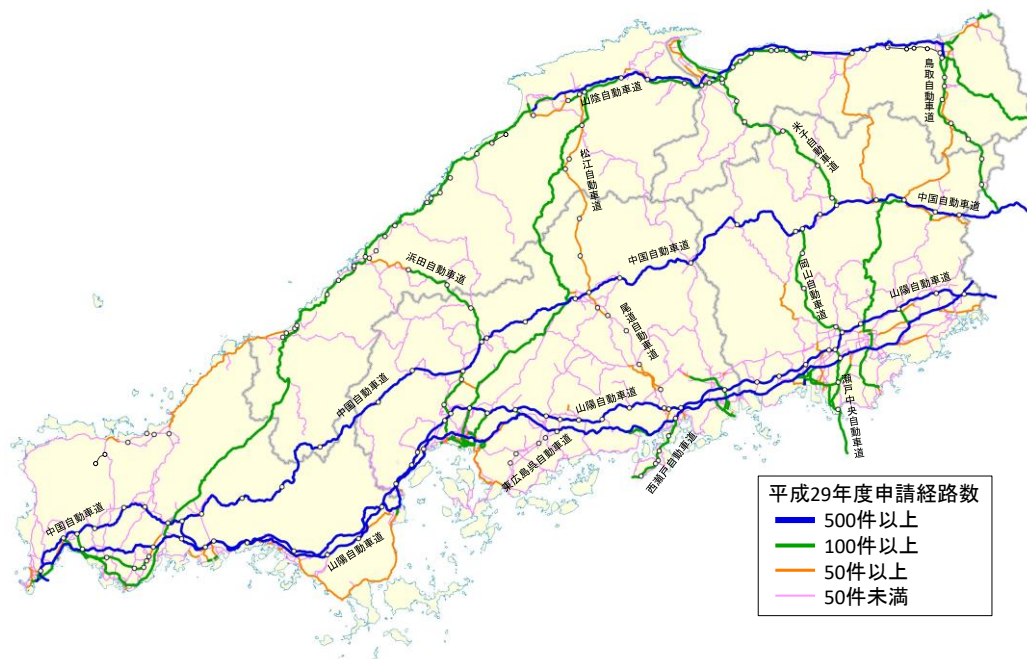 鳥取自動車道
山陰自動車道
米子自動車道
松江自動車道
中国自動車道
中国自動車道
浜田自動車道
岡山自動車道
山陽自動車道
尾道自動車道
中国自動車道
山陽自動車道
瀬戸中央自動車道
東広島呉自動車道
西瀬戸自動車道
中国自動車道
山陽自動車道
平成29年度申請経路数
500件以上
100件以上
50件以上
50件未満